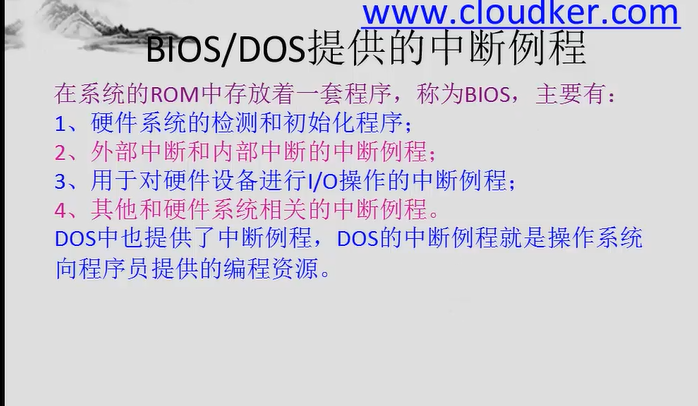 www.cloudker.com
BIOS/DOS提供的中断例程
在系统的ROM中存放着一套程序，称为BIOS，主要有：
1、硬件系统的检测和初始化程序；
2、外部中断和内部中断的中断例程；
3、用于对硬件设备进行I/O操作的中断例程；
4、其他和硬件系统相关的中断例程。
DOS中也提供了中断例程，DOS的中断例程就是操作系统
向程序员提供的编程资源。